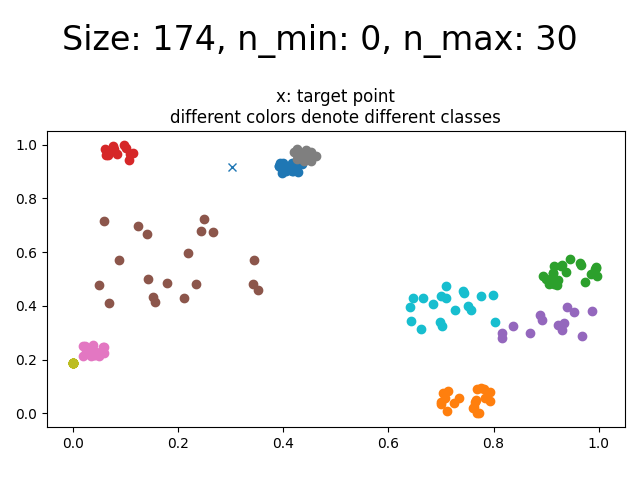 Size: 174, n_min: 0, n_max: 30
x: target point
different colors denote different classes
1.0
0.8
0.6
0.4
0.2
0.0
0.0 0.2 0.4 0.6 0.8 1.0